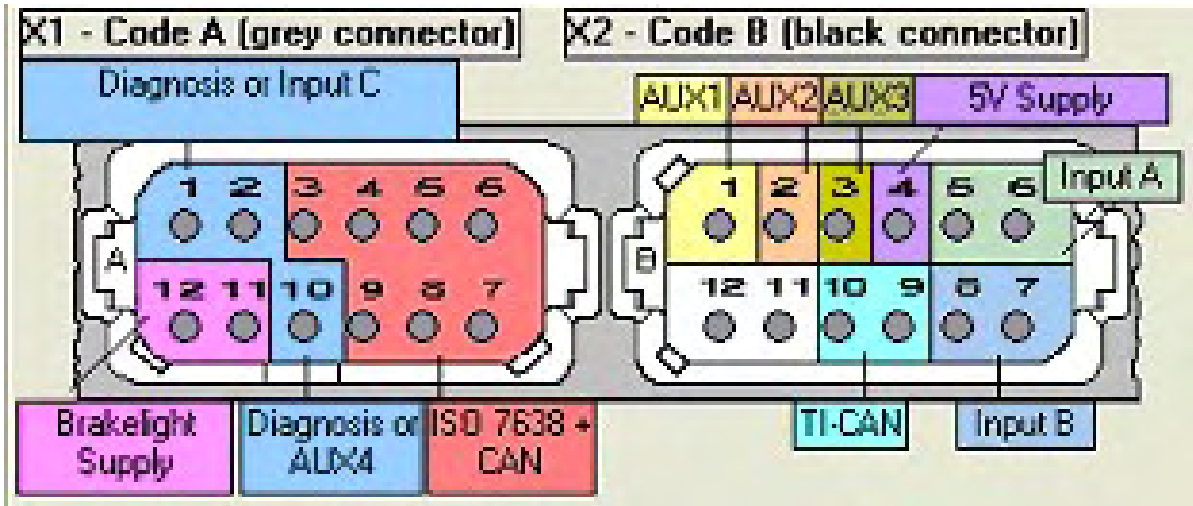 X1 - Code A (grey connector)
X2 - Code B (black connector)
Diagnosis or Input C
AUX1 AUX2 AUX3 5V Supply
Input A
1 2 3 4 5 6
1 2 3 4 5 6
A
B
12 11 10 9 8 7
12 11 10 9 8 7
Brakelight
Supply
Diagnosis or
AUX4
ISO 7638 +
CAN
TI-CAN
Input B